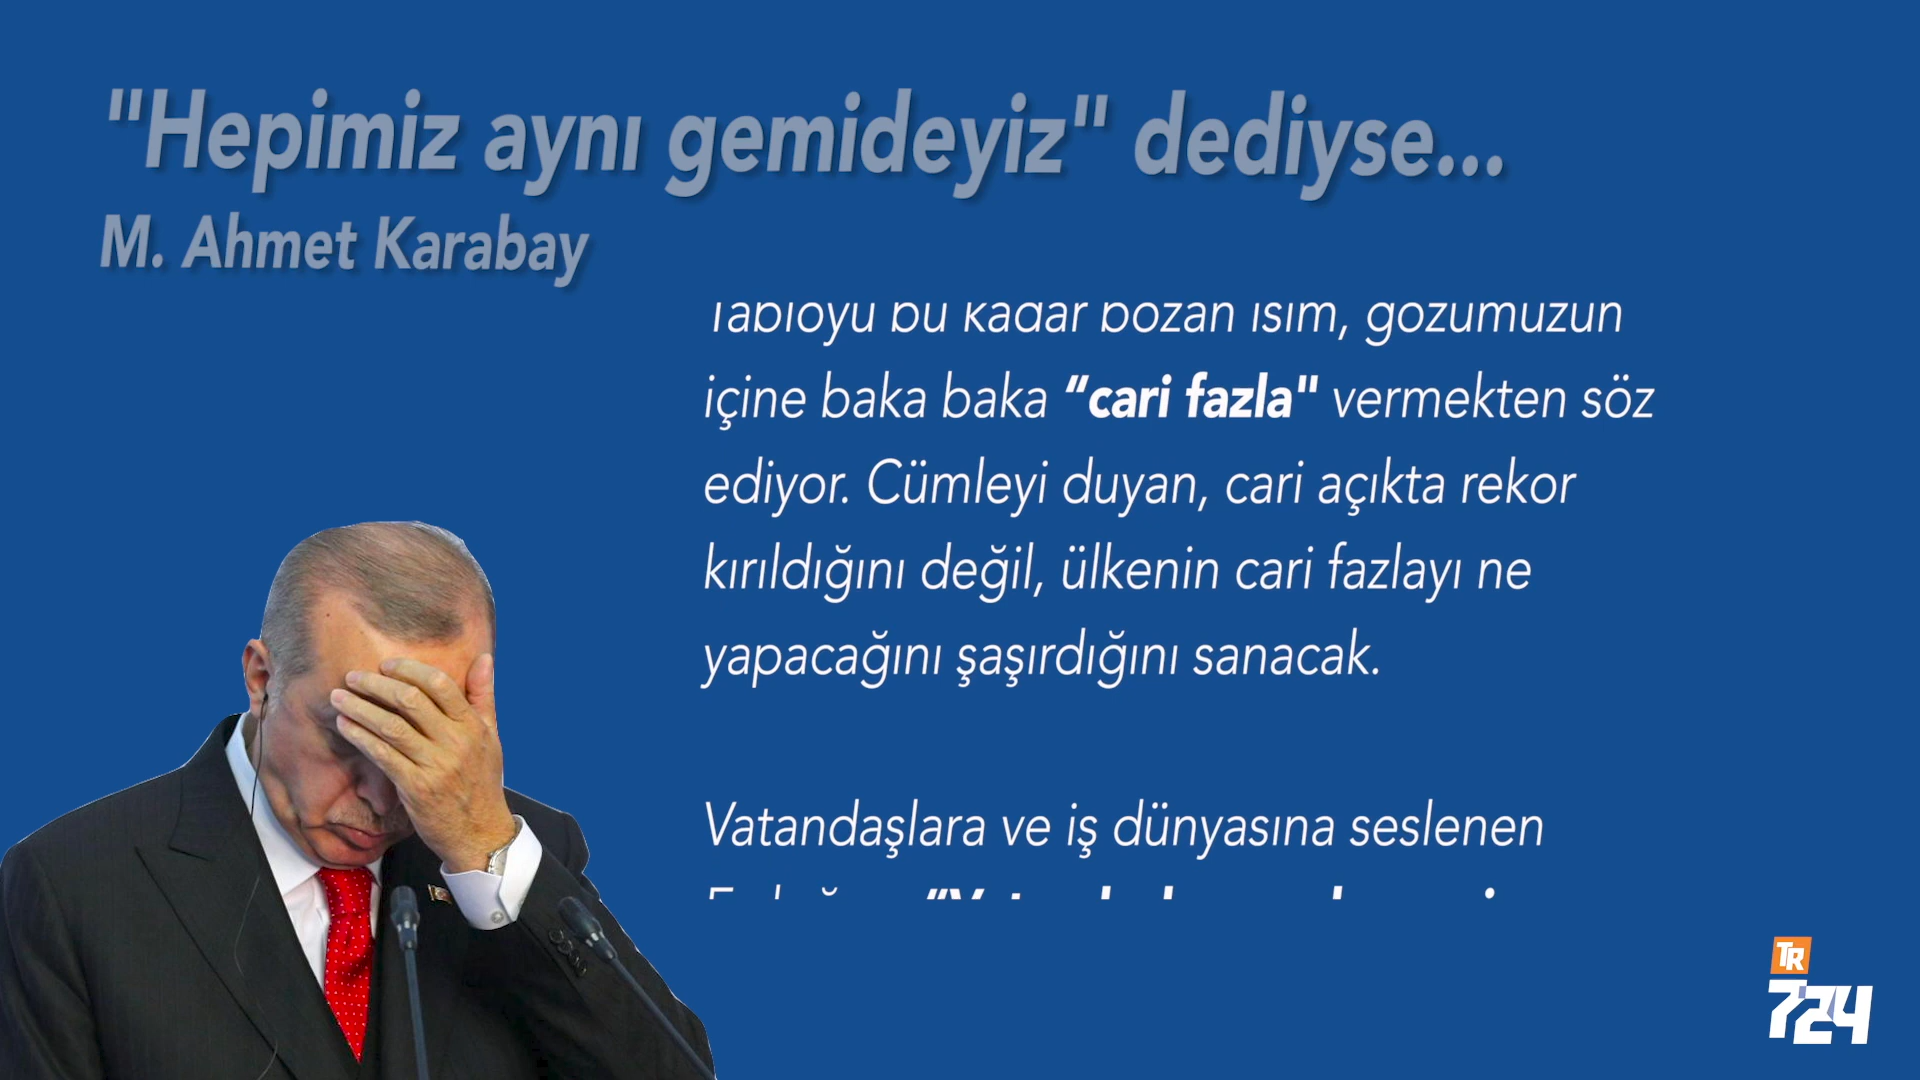 "Hepimiz aynı gemideyiz" dediyse...
M. Ahmet Karabay
Tabloyu bu kadar bozan isim, gözümüzün
içine baka baka “cari fazla" vermekten söz
ediyor. Cümleyi duyan, cari açıkta rekor
kırıldığını değil, ülkenin cari fazlayı ne
yapacağını şaşırdığını sanacak.
Vatandaşlara ve iş dünyasına seslenen
TR
724